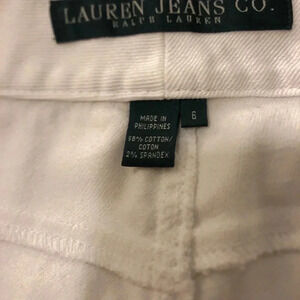 LAUREN JEANS CO.
RALPH LAUREN
MADE IN
PHILIPPINES
98% COTTON/
COTON
2% SPANDEX
6